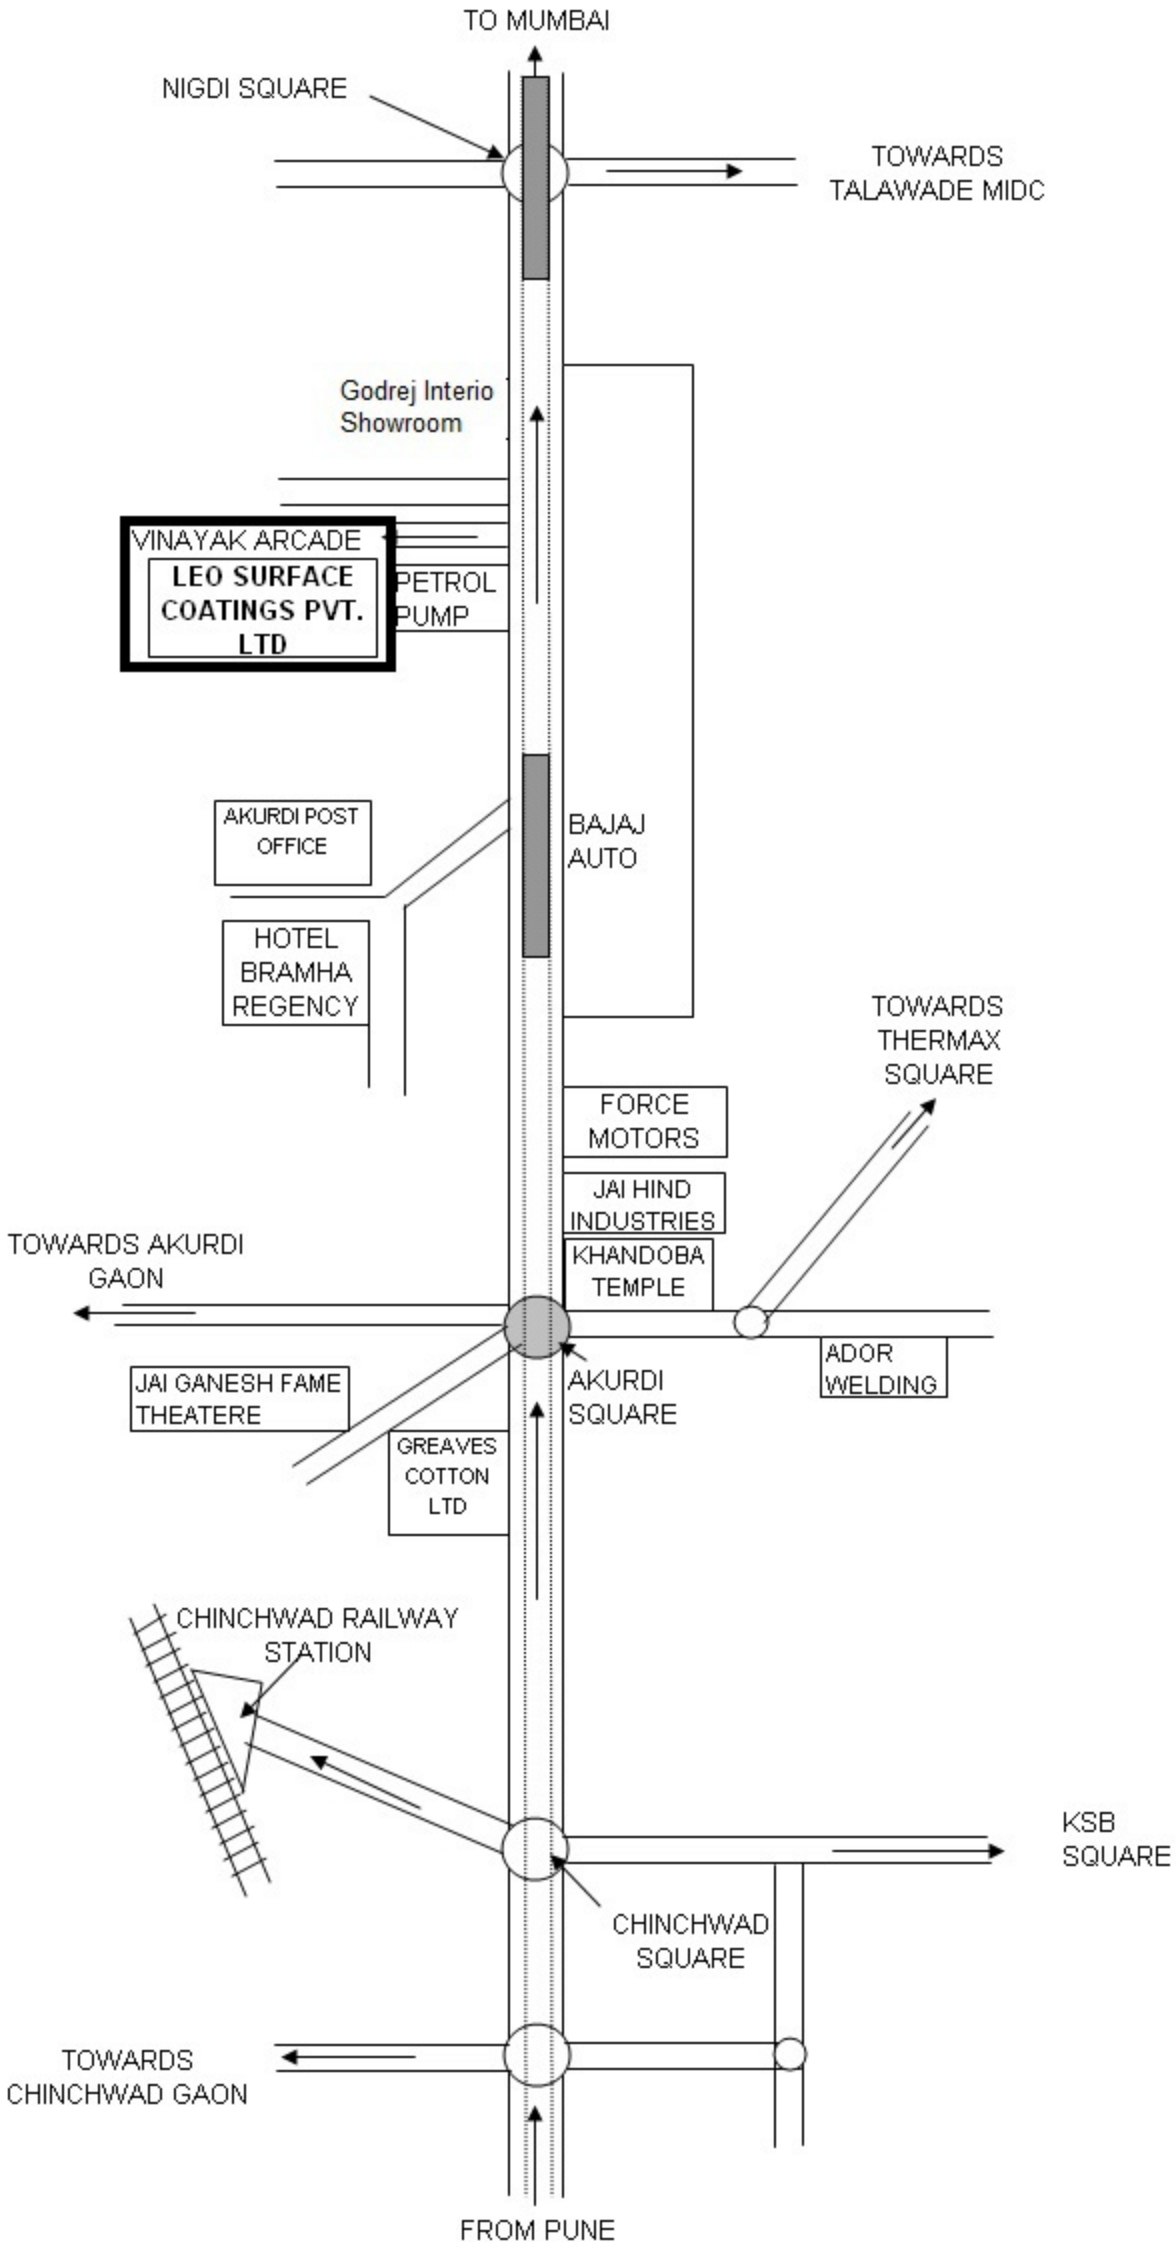 TO MUMBAI
NIGDI SQUARE
TOWARDS
TALAWADE MIDC
Godrej Interio
Showroom
VINAYAK ARCADE
LEO SURFACE
COATINGS PVT.
LTD
PETROL
PUMP
AKURDI POST
OFFICE
BAJAJ
AUTO
HOTEL
BRAMHA
REGENCY
TOWARDS
THERMAX
SQUARE
FORCE
MOTORS
JAI HIND
INDUSTRIES
TOWARDS AKURDI
GAON
KHANDOBA
TEMPLE
JAI GANESH FAME
THEATERE
AKURDI
SQUARE
ADOR
WELDING
GREAVES
COTTON
LTD
CHINCHWAD RAILWAY
STATION
KSB
SQUARE
CHINCHWAD
SQUARE
TOWARDS
CHINCHWAD GAON
FROM PUNE